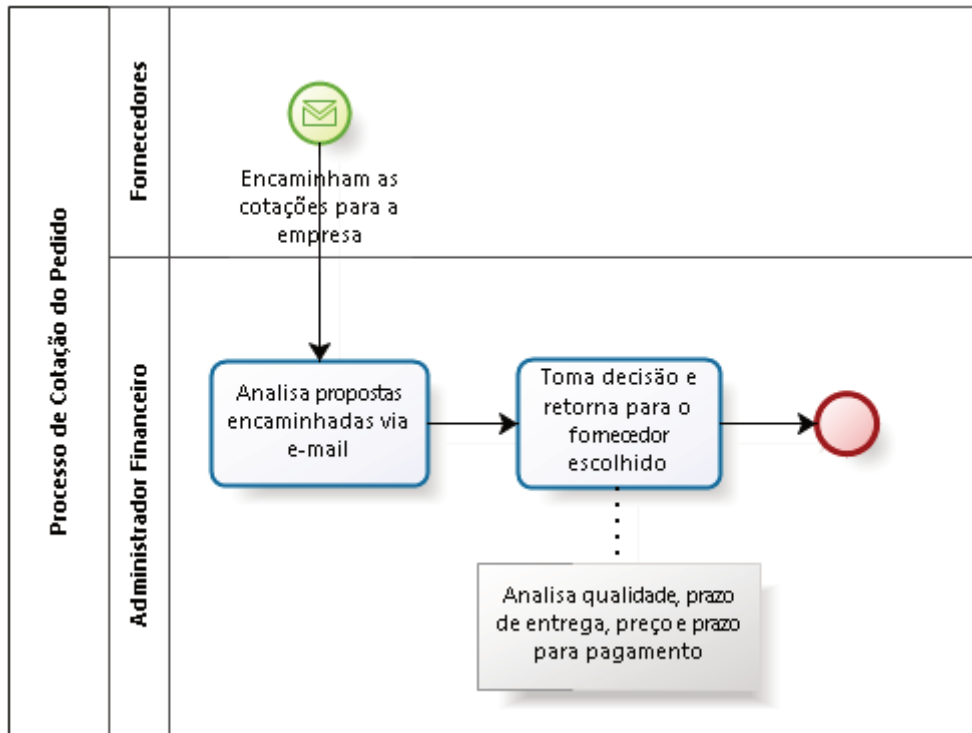 Processo de Cotação do Pedido
Fornecedores
Encaminham as
cotações para a
empresa
Administrador Financeiro
Analisa propostas
encaminhadas via
e-mail
Toma decisão e
retorna para o
fornecedor
escolhido
Analisa qualidade, prazo
de entrega, preço e prazo
para pagamento